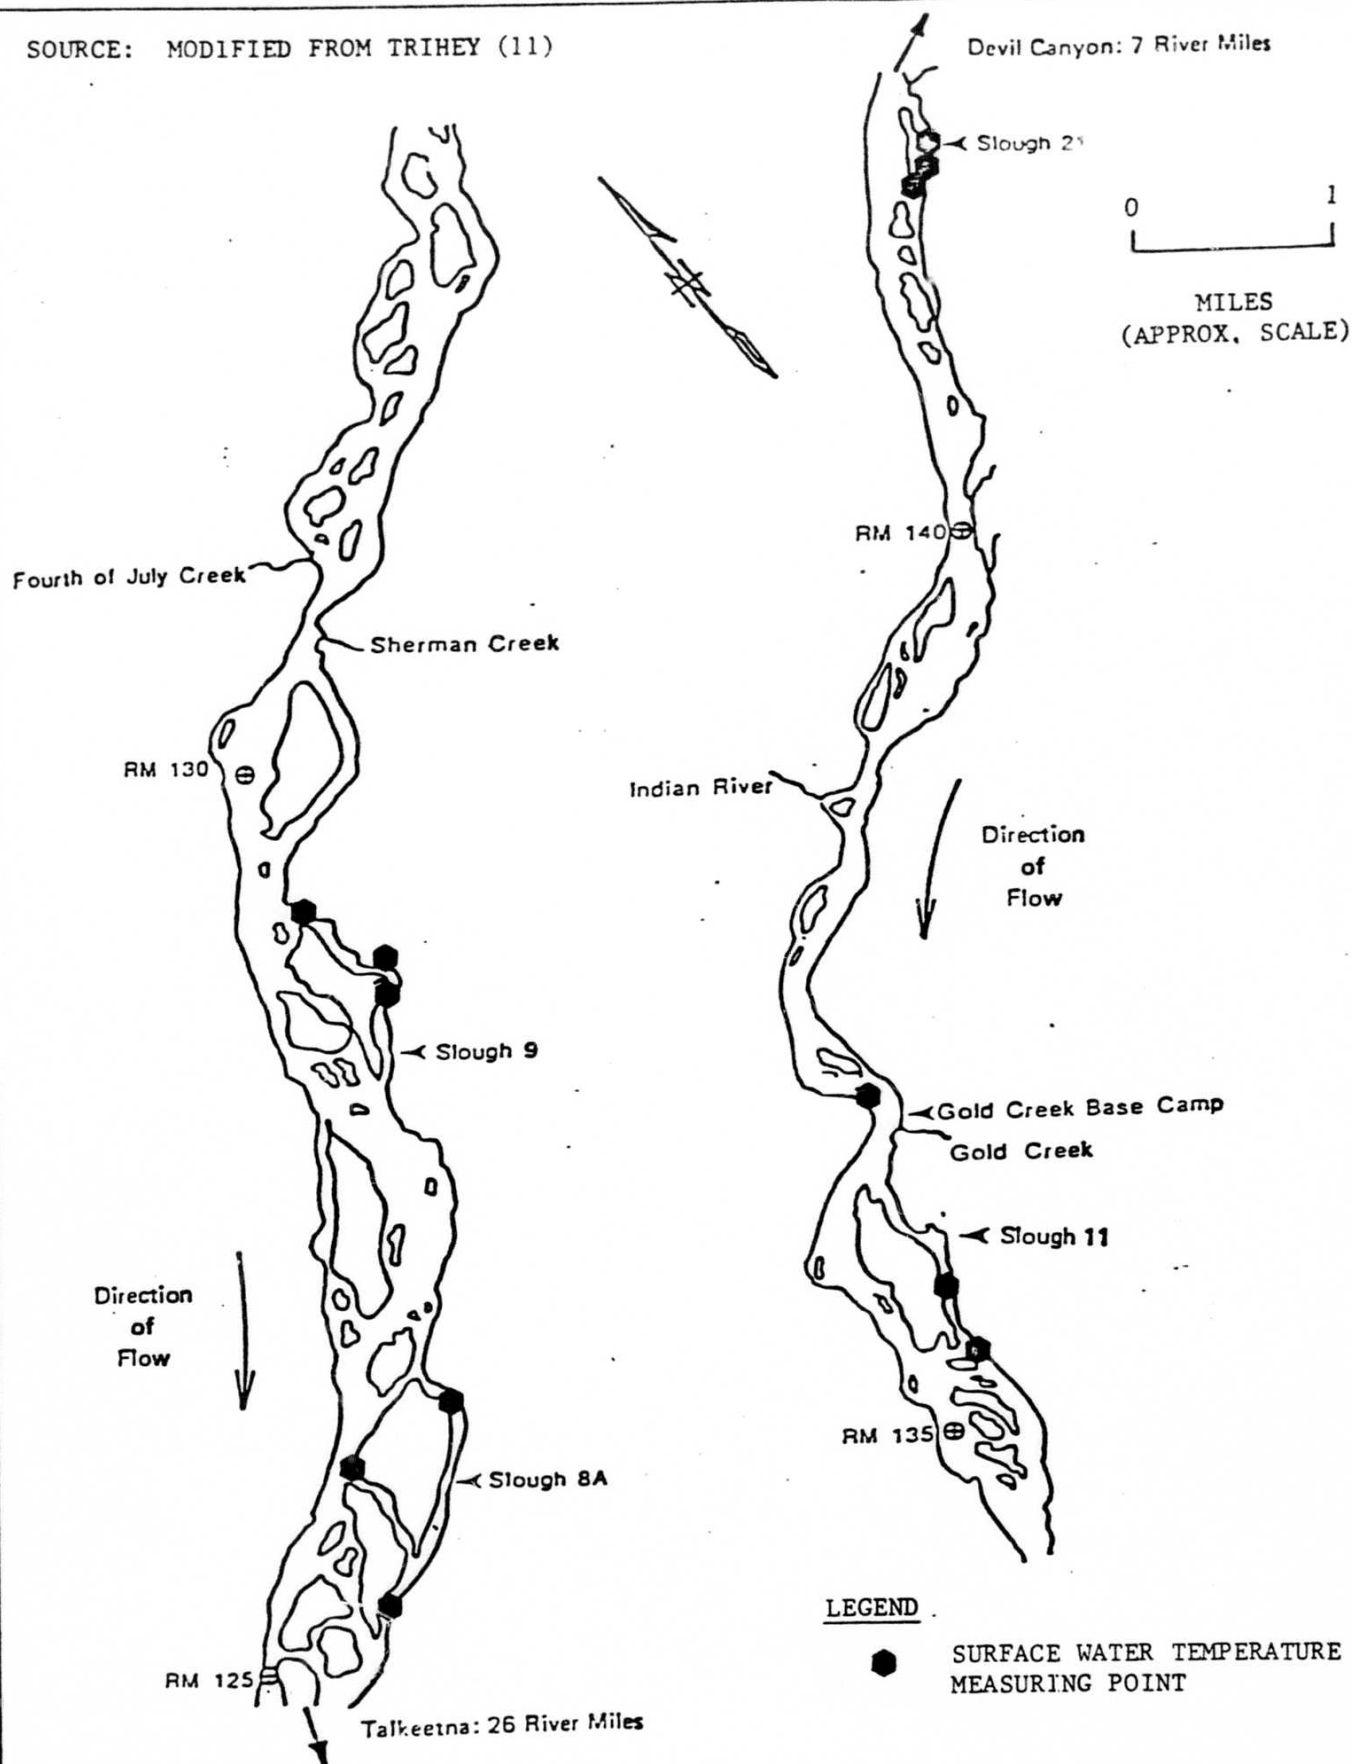 SOURCE: MODIFIED FROM TRIHEY (11)
Devil Canyon: 7 River Miles
Slough
0 1
MILES
(APPROX. SCALE)
RM 140
Fourth of July Creek
Sherman Creek
RM 130
Indian River
Direction
of
Flow
Slough 9
Gold Creek Base Camp
Gold Creek
Slough 11
Direction
of
Flow
RM 135
Slough 8A
LEGEND
SURFACE WATER TEMPERATURE
MEASURING POINT
RM 125
Talkeetna: 26 River Miles